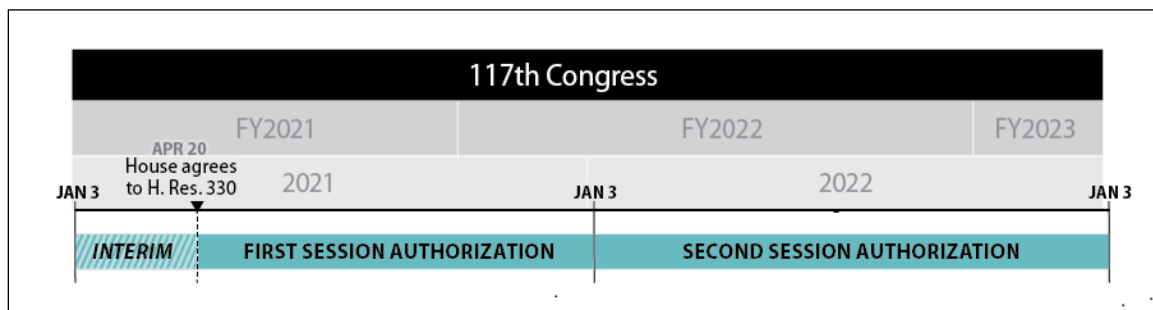 117th Congress
FY2021 FY2022 FY2023
APR 20
House agrees
to H. Res. 330
2021 2022
JAN 3 JAN 3 JAN 3
INTERIM FIRST SESSION AUTHORIZATION SECOND SESSION AUTHORIZATION